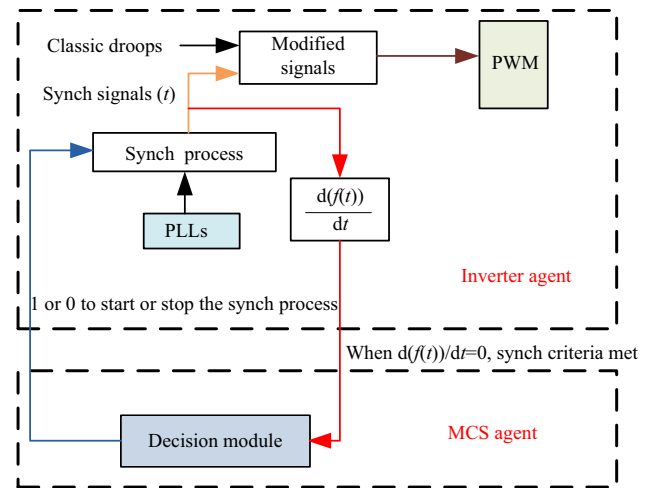 Classic droops
Modified
signals
PWM
Synch signals (t)
Synch process
d(f(t))
dt
PLLs
Inverter agent
1 or 0 to start or stop the synch process
When d(f(t))/dt=0, synch criteria met
Decision module
MCS agent